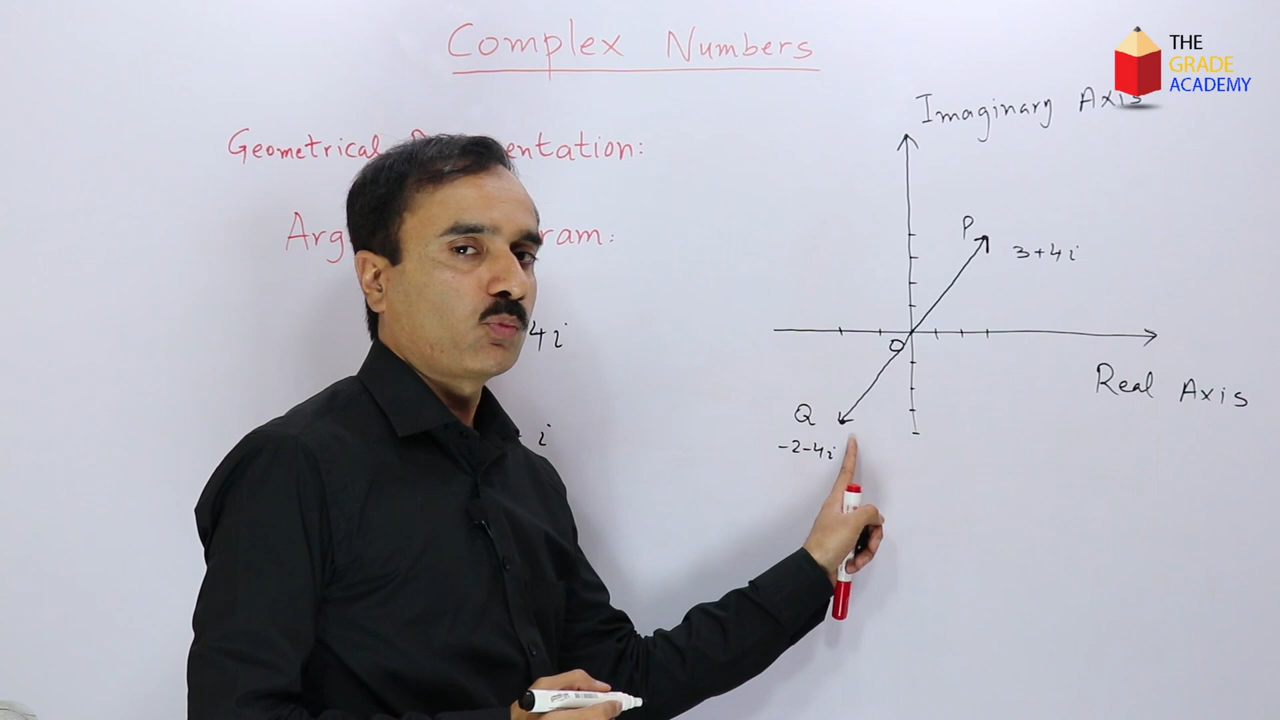 Complex Numbers
THE
GRADE
ACADEMY
Imaginary Axis
Geometrical
entation:
Arg
ram:
P
3+4i
4i
O
Real Axis
Q
-2-4i
i